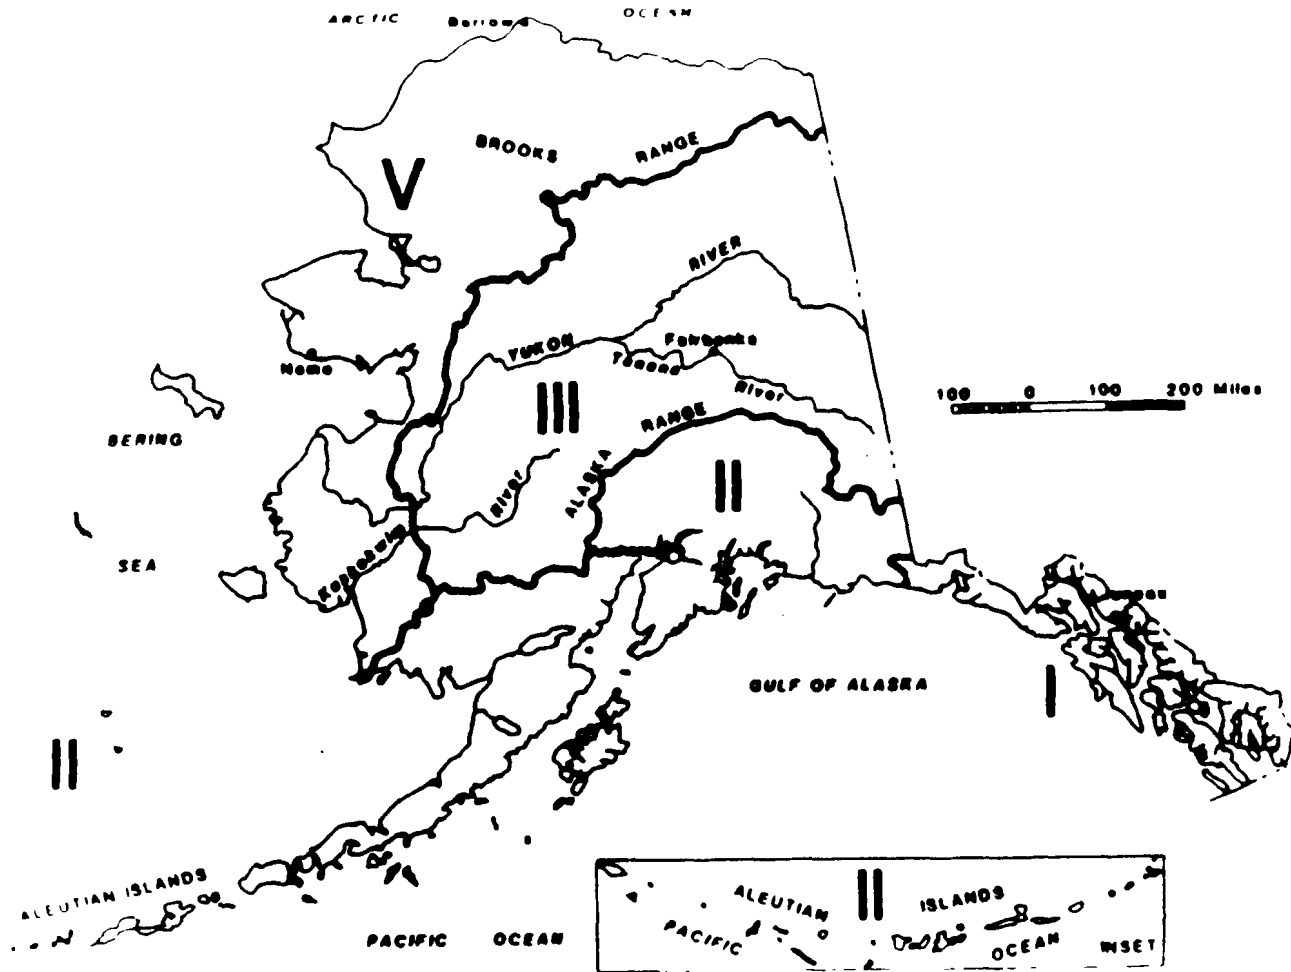 ARCTIC OCEAN
Barrow
BROOKS RANGE
V
RIVER
YUKON
Fairbanks
Tanana
River
Nome
III
100 0 100 200 Miles
RANGE
BERING
ALASKA
II
River
SEA
GULF OF ALASKA
I
II
ALEUTIAN ISLANDS
PACIFIC OCEAN
ALEUTIAN II ISLANDS
PACIFIC OCEAN INSET